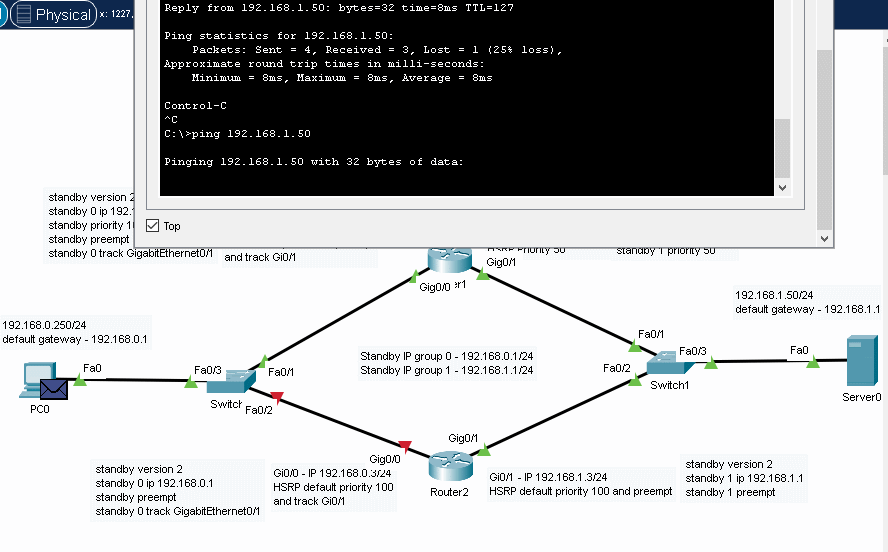 Physical x: 1227,
Reply from 192.168.1.50: bytes=32 time=8ms TTL=127
Ping statistics for 192.168.1.50:
Packets: Sent = 4, Received = 3, Lost = 1 (25% loss),
Approximate round trip times in milli-seconds:
Minimum = 8ms, Maximum = 8ms, Average = 8ms
Control-C
^C
C:\>ping 192.168.1.50
Pinging 192.168.1.50 with 32 bytes of data:
Top
standby version 2
standby 0 ip 192.1
standby priority 10
standby preempt
standby 0 track GigabitEthernet0/1
and track Gi0/1
HSRP Priority 50
standby 1 priority 50
Gig0/1
Gig0/0
er1
192.168.0.250/24
default gateway - 192.168.0.1
192.168.1.50/24
default gateway - 192.168.1.1
Standby IP group 0 - 192.168.0.1/24
Standby IP group 1 - 192.168.1.1/24
Fa0
PC0
Fa0/3
Fa0/1
Switch
Fa0/2
Fa0/1
Fa0/3
Fa0/2
Switch1
Fa0
Server0
Gig0/1
Gig0/0
Router2
standby version 2
standby 0 ip 192.168.0.1
standby preempt
standby 0 track GigabitEthernet0/1
Gi0/0 - IP 192.168.0.3/24
HSRP default priority 100
and track Gi0/1
Gi0/1 - IP 192.168.1.3/24
HSRP default priority 100 and preempt
standby version 2
standby 1 ip 192.168.1.1
standby 1 preempt